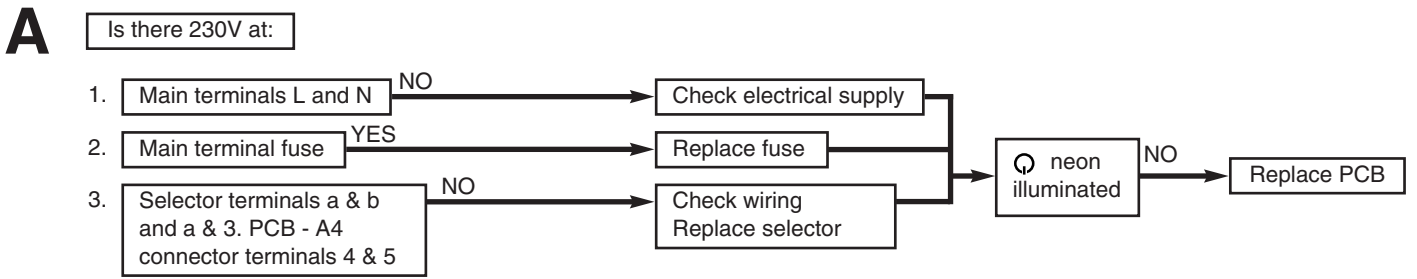 A
Is there 230V at:
1. Main terminals L and N
NO
Check electrical supply
2. Main terminal fuse
YES
Replace fuse
3. Selector terminals a & b
and a & 3. PCB - A4
connector terminals 4 & 5
NO
Check wiring
Replace selector
neon
illuminated
NO
Replace PCB